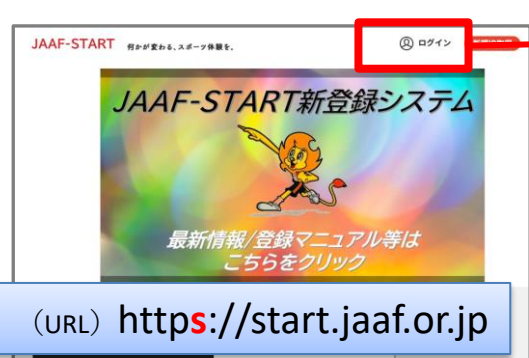 JAAF-START 何かが変わる、スポーツ体験を。
ログイン
JAAF-START新登録システム
最新情報/登録マニュアル等は
こちらをクリック
（URL）https://start.jaaf.or.jp